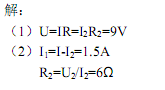 解:
(1) U=IR=I2R2=9V
(2) I1=I-I2=1.5A
R2=U2/I2=6Ω